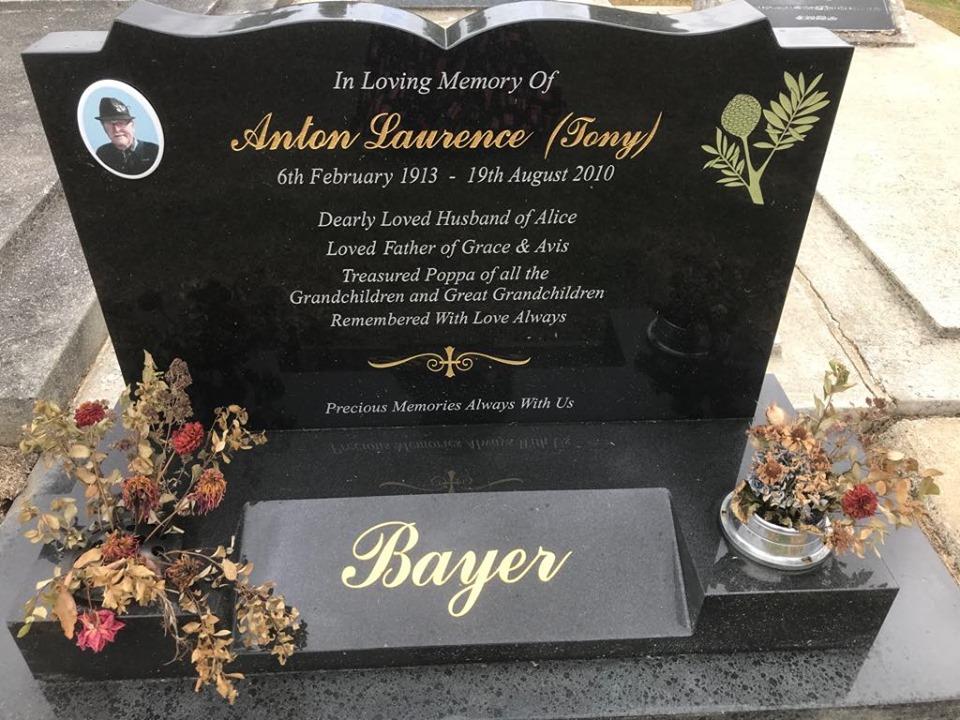 In Loving Memory Of
Anton Laurence (Tony)
6th February 1913 - 19th August 2010
Dearly Loved Husband of Alice
Loved Father of Grace & Avis
Treasured Poppa of all the
Grandchildren and Great Grandchildren
Remembered With Love Always
Precious Memories Always With Us
Bayer